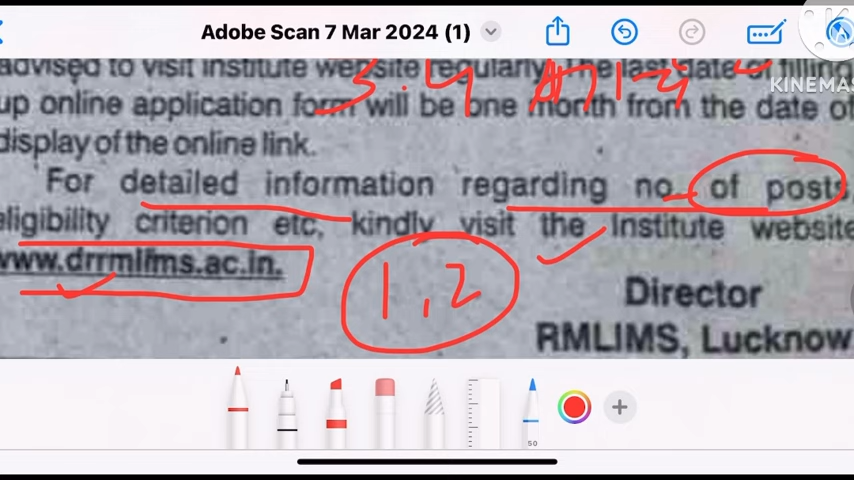 Adobe Scan 7 Mar 2024 (1)
KINEMAS
advised to visit institute website regularly. The last date of filling
up online application form will be one month from the date of
display of the online link.
For detailed information regarding no. of posts,
eligibility criterion etc, kindly visit the Institute website
www.drrmlims.ac.in.
1,2
Director
RMLIMS, Lucknow
50